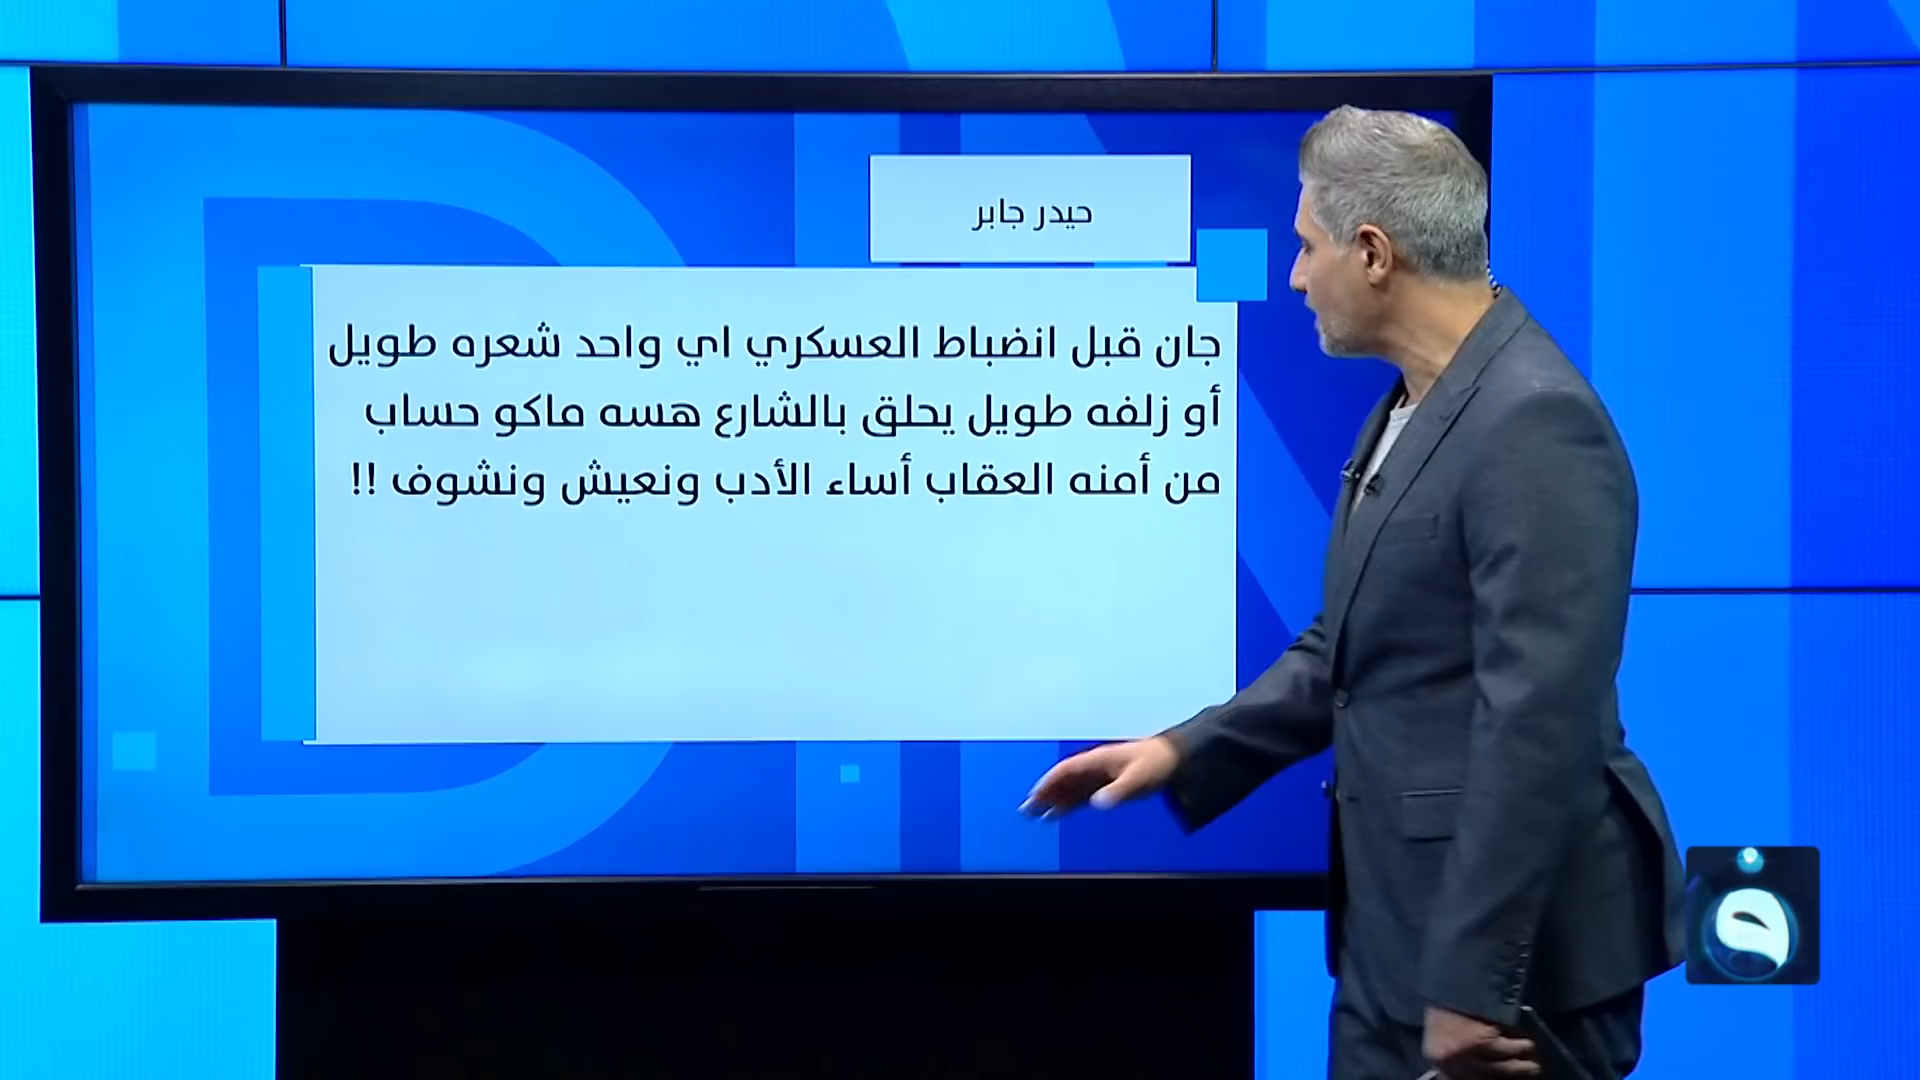 حيدر جابر
جان قبل انضباط العسكري اي واحد شعره طويل
أو زلفه طويل يحلق بالشارع هسه ماكو حساب
من أمنه العقاب أساء الأدب ونعيش ونشوف !!